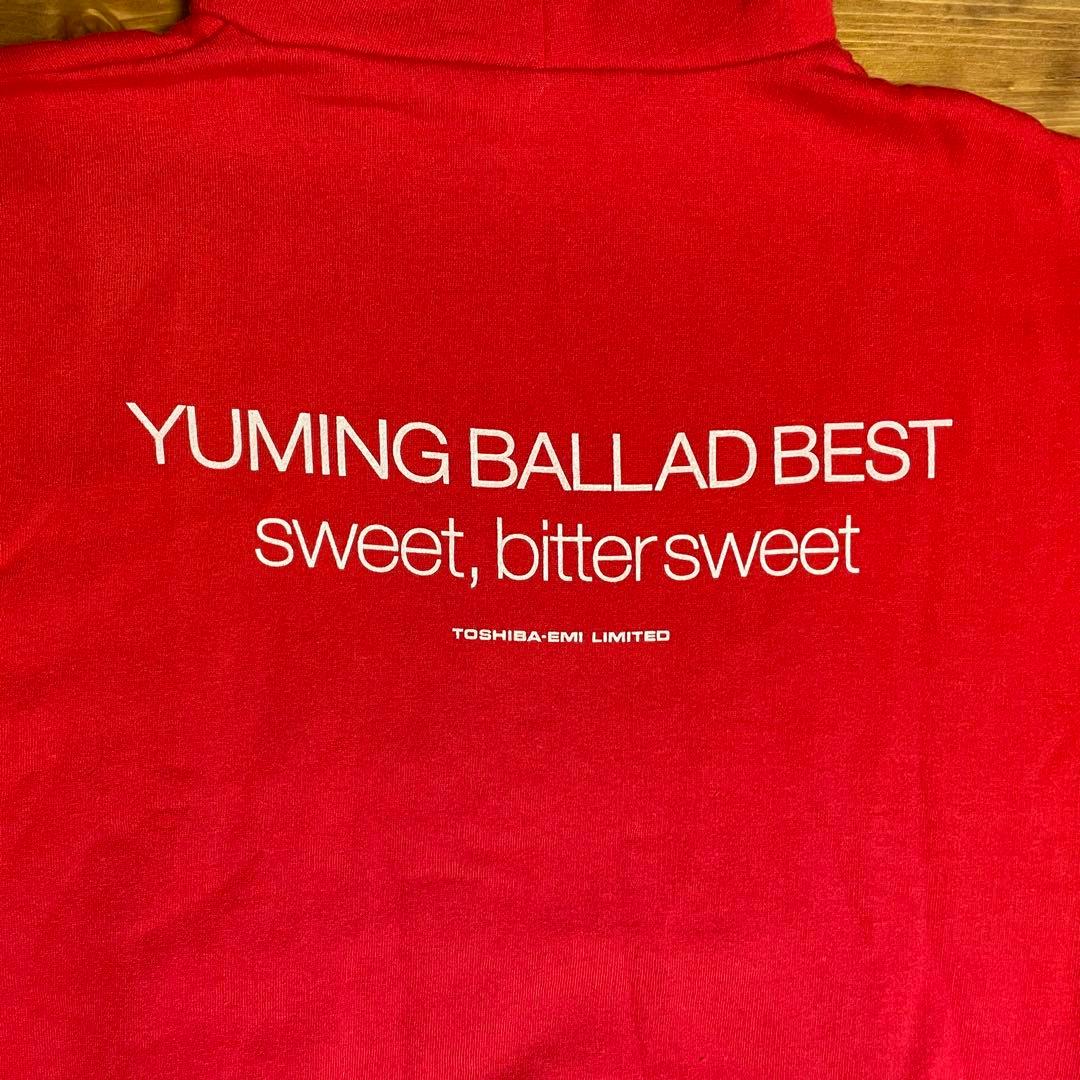 YUMING BALLAD BEST
sweet, bitter sweet
TOSHIBA-EMI LIMITED